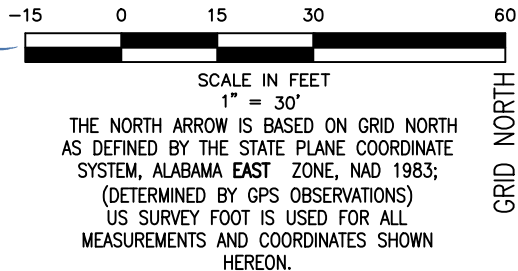 -15 0 15 30 60
SCALE IN FEET
1" = 30'
THE NORTH ARROW IS BASED ON GRID NORTH
AS DEFINED BY THE STATE PLANE COORDINATE
SYSTEM, ALABAMA EAST ZONE, NAD 1983;
(DETERMINED BY GPS OBSERVATIONS)
US SURVEY FOOT IS USED FOR ALL
MEASUREMENTS AND COORDINATES SHOWN
HEREON.
GRID NORTH